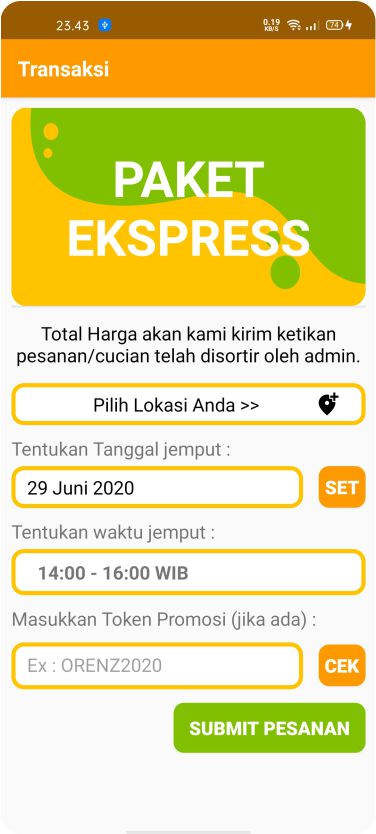 23.43
0.19
KB/S
74
Transaksi
PAKET
EKSPRESS
Total Harga akan kami kirim ketikan
pesanan/cucian telah disortir oleh admin.
Pilih Lokasi Anda >>
Tentukan Tanggal jemput :
29 Juni 2020
SET
Tentukan waktu jemput :
14:00 - 16:00 WIB
Masukkan Token Promosi (jika ada) :
Ex : ORENZ2020
CEK
SUBMIT PESANAN